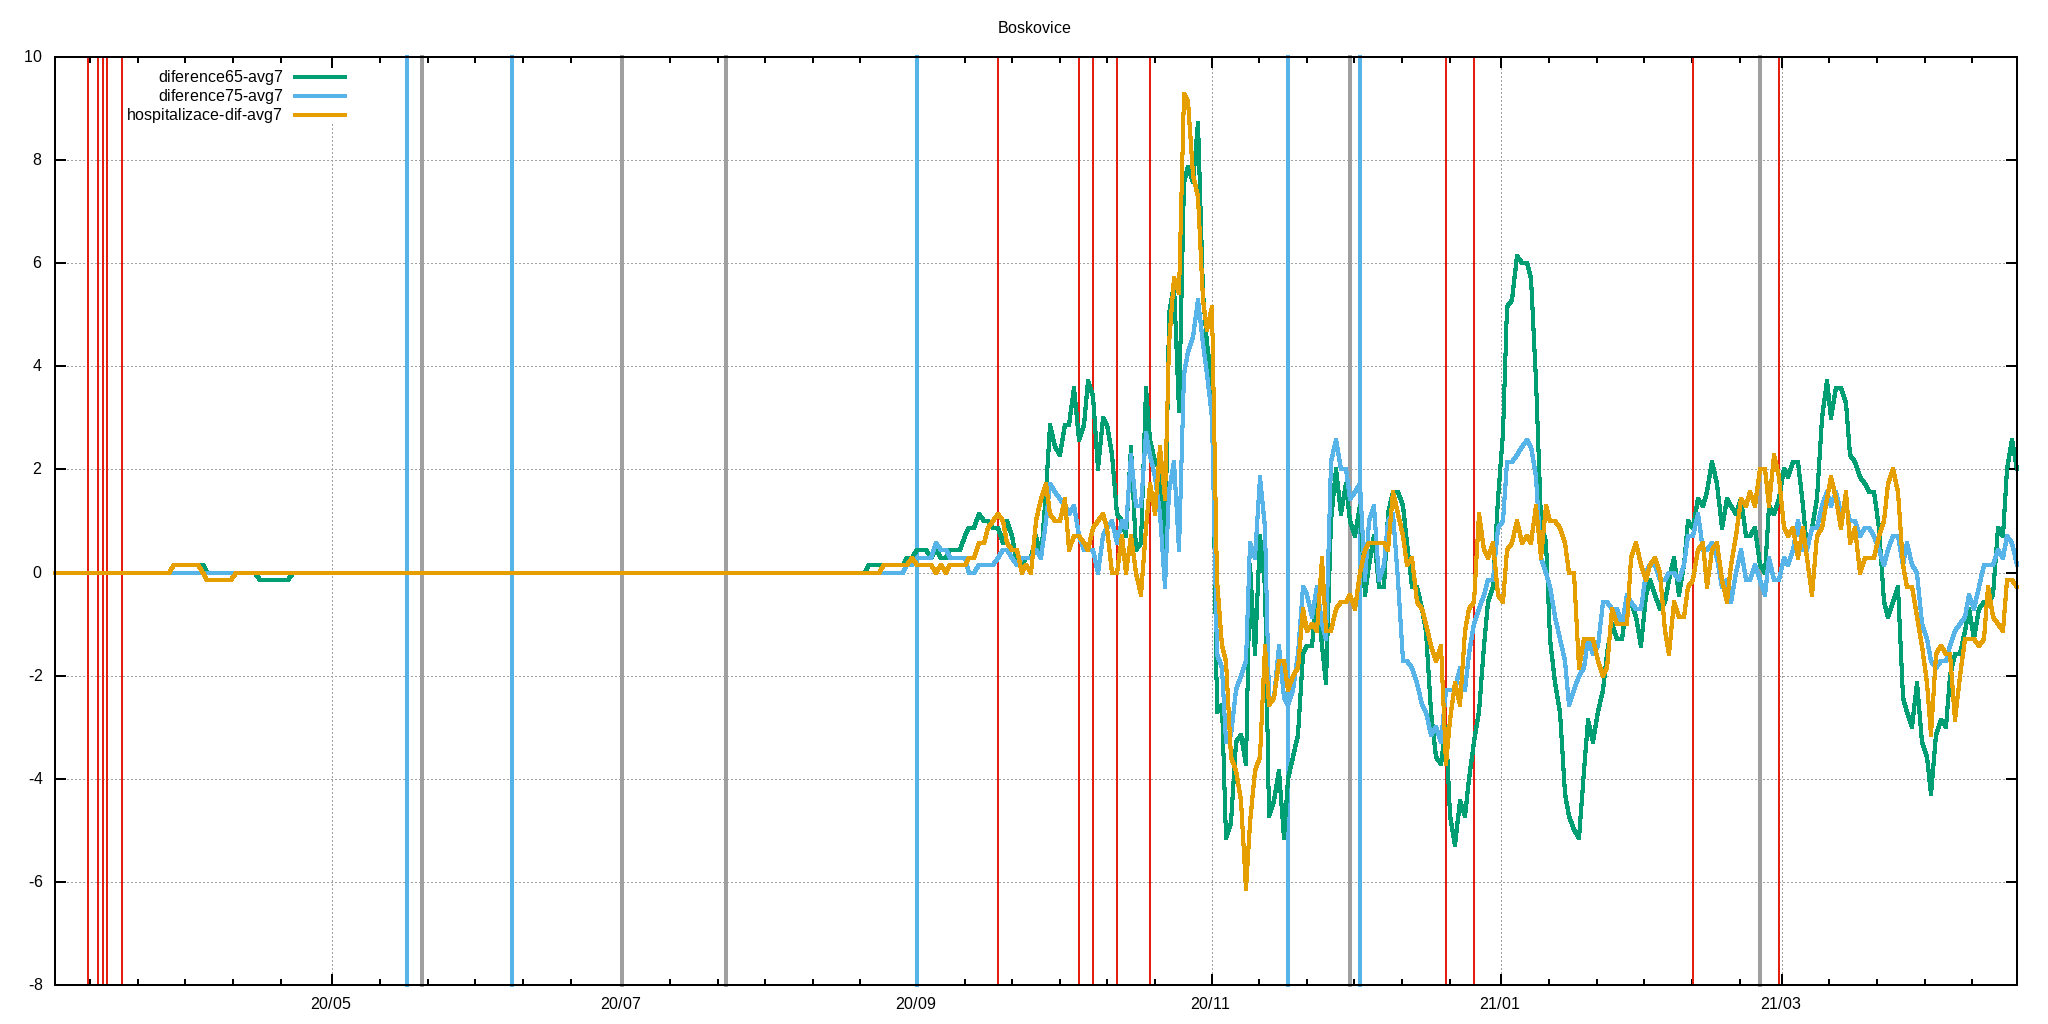 Boskovice
10
diference65-avg7
diference75-avg7
hospitalizace-dif-avg7
8
6
4
2
0
-2
-4
-6
-8
20/05 20/07 20/09 20/11 21/01 21/03